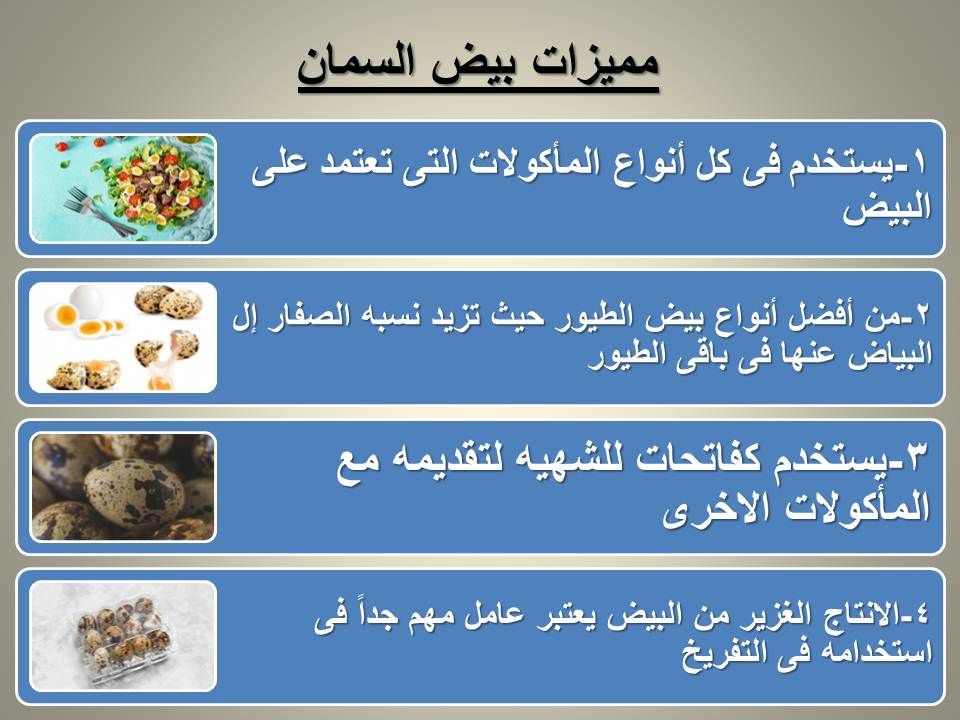 مميزات بيض السمان
١-يستخدم فى كل أنواع المأكولات التى تعتمد على
البيض
٢-من أفضل أنواع بيض الطيور حيث تزيد نسبه الصفار إل
البياض عنها فى باقى الطيور
٣-يستخدم كفاتحات للشهيه لتقديمه مع
المأكولات الاخرى
٤-الانتاج الغزير من البيض يعتبر عامل مهم جداً فى
استخدامه فى التفريخ